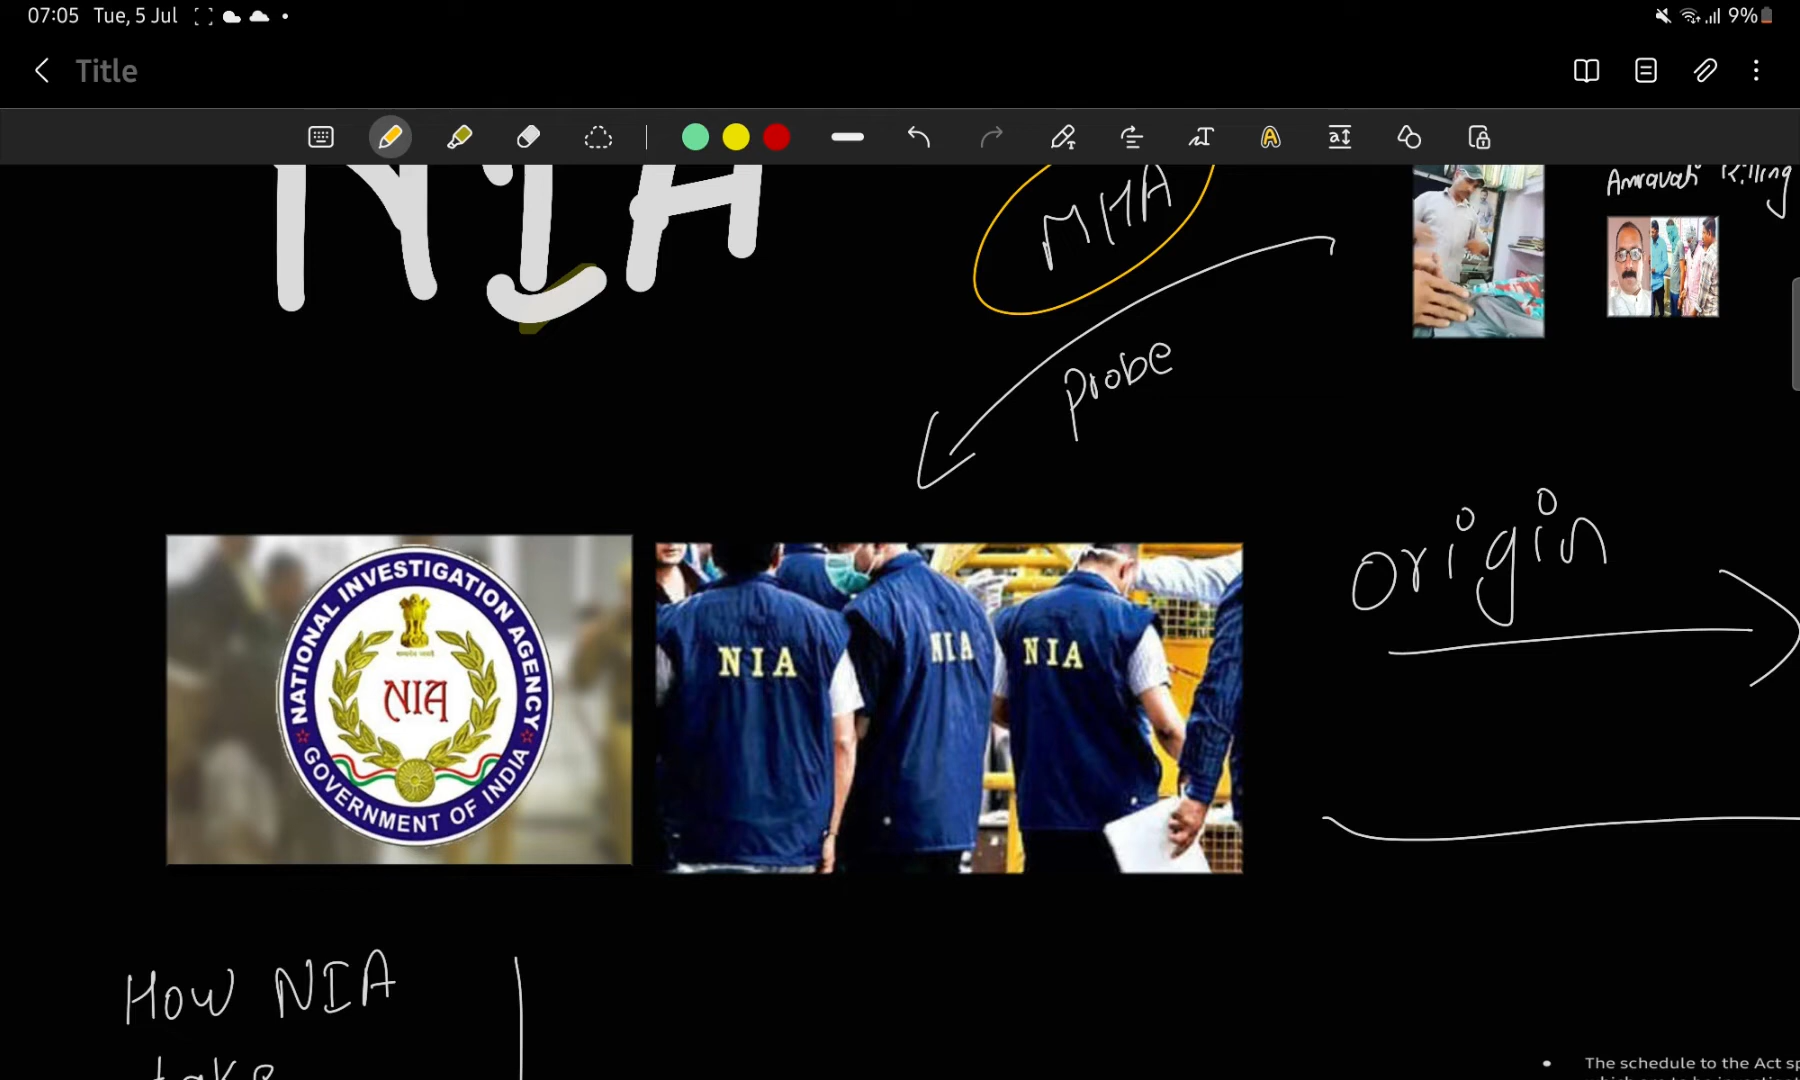 07:05 Tue, 5 Jul
9%
Title
NIA
MHA
Amravati Killing
Probe
NATIONAL INVESTIGATION AGENCY
NIA
GOVERNMENT OF INDIA
NIA
NIA
NIA
origin
How NIA
take
The schedule to the Act sp